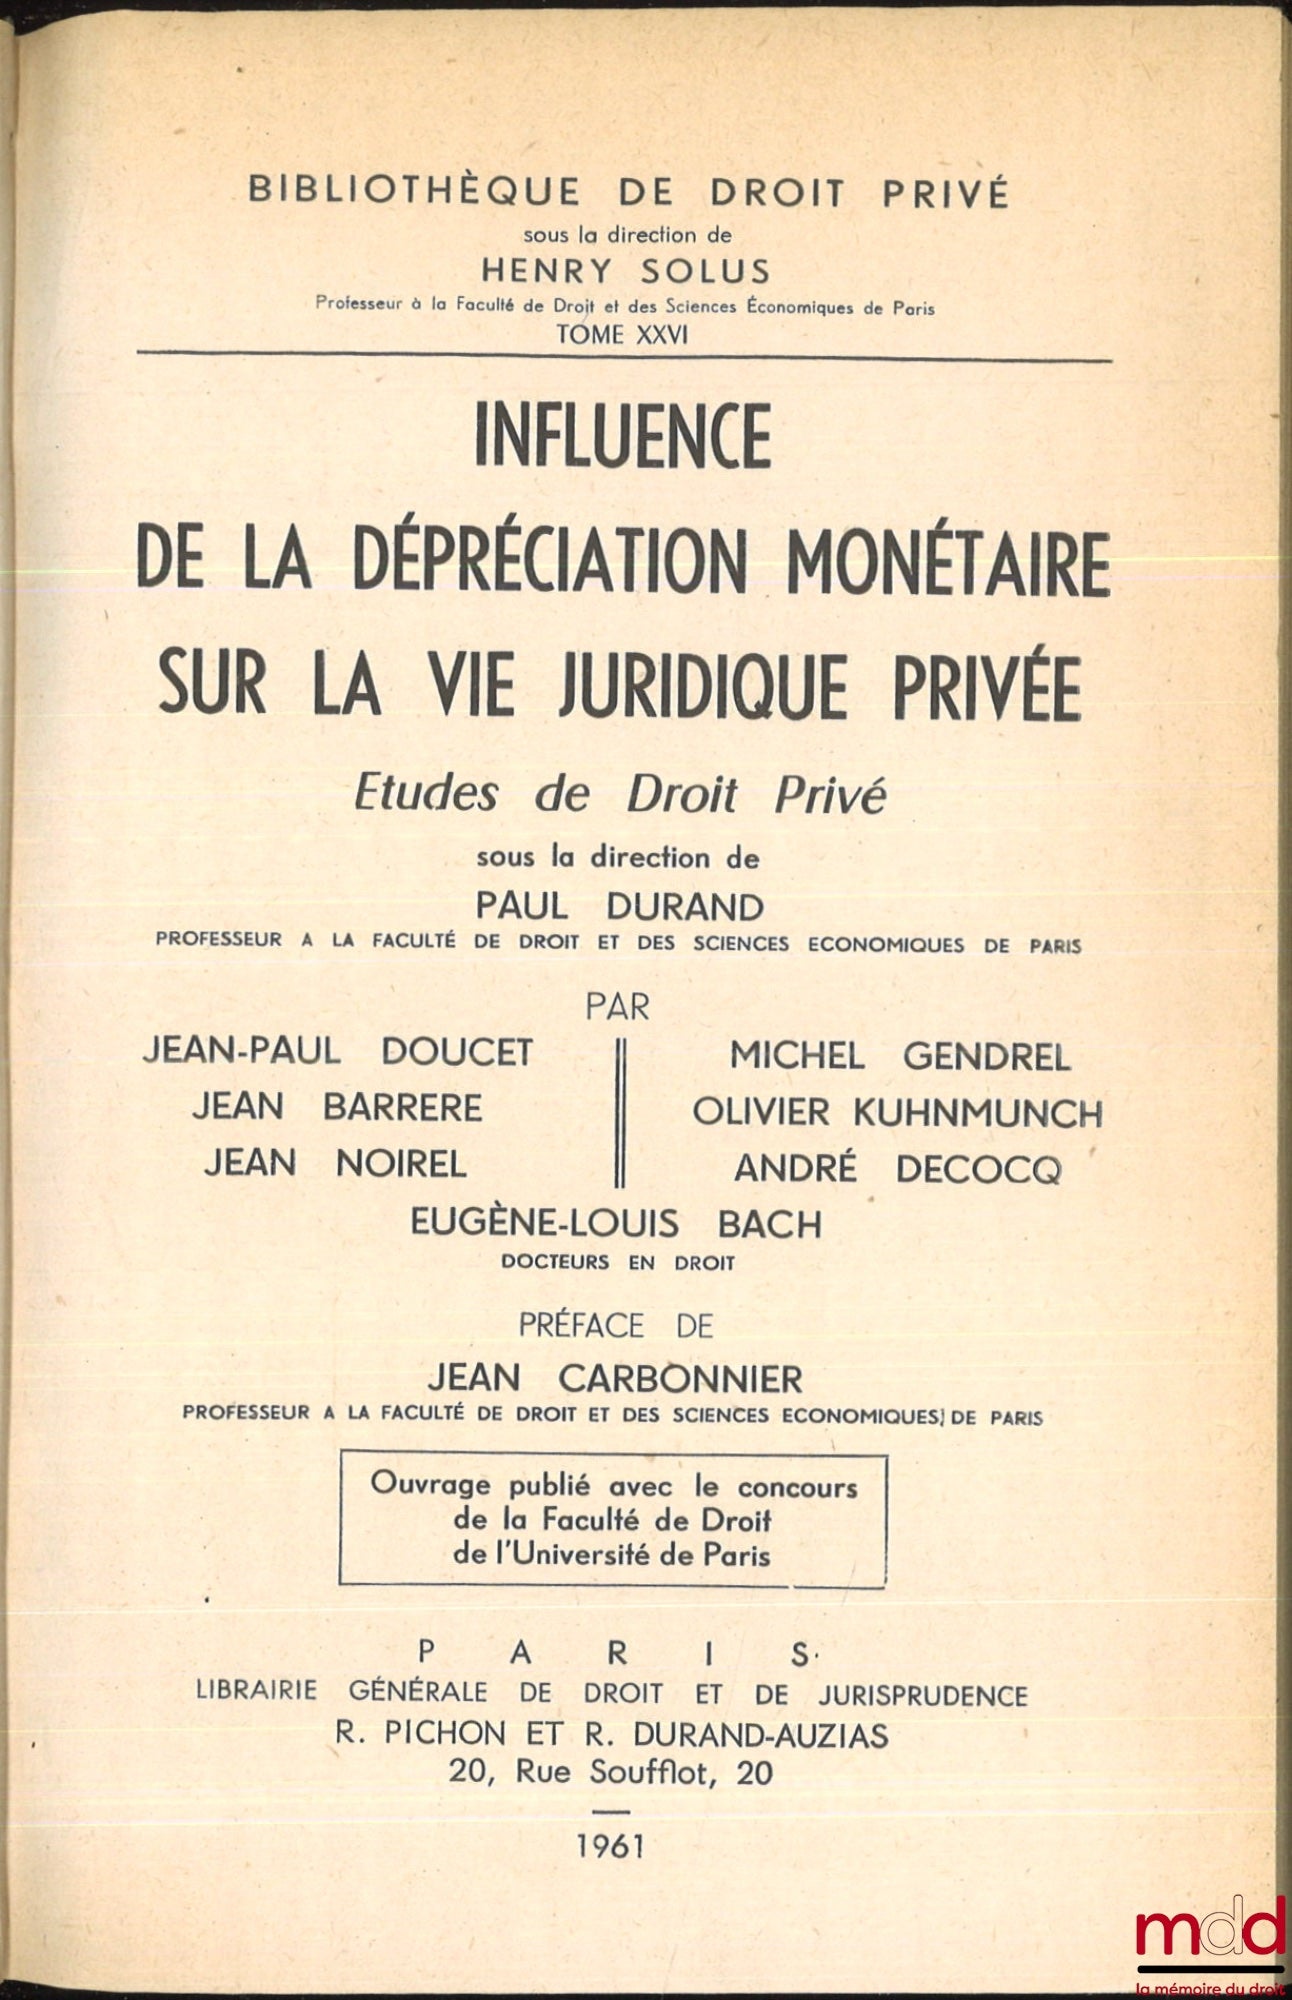 BIBLIOTHÈQUE DE DROIT PRIVÉ
sous la direction de
HENRY SOLUS
Professeur à la Faculté de Droit et des Sciences Économiques de Paris
TOME XXVI
INFLUENCE
DE LA DÉPRÉCIATION MONÉTAIRE
SUR LA VIE JURIDIQUE PRIVÉE
Etudes de Droit Privé
sous la direction de
PAUL DURAND
PROFESSEUR A LA FACULTÉ DE DROIT ET DES SCIENCES ECONOMIQUES DE PARIS
PAR
JEAN-PAUL DOUCET
JEAN BARRERE
JEAN NOIREL
MICHEL GENDREL
OLIVIER KUHNMUNCH
ANDRÉ DECOCQ
EUGÈNE-LOUIS BACH
DOCTEURS EN DROIT
PRÉFACE DE
JEAN CARBONNIER
PROFESSEUR A LA FACULTÉ DE DROIT ET DES SCIENCES ECONOMIQUES DE PARIS
Ouvrage publié avec le concours
de la Faculté de Droit
de l'Université de Paris
PARIS
LIBRAIRIE GÉNÉRALE DE DROIT ET DE JURISPRUDENCE
R. PICHON ET R. DURAND-AUZIAS
20, Rue Soufflot, 20
1961
mdd
la mémoire du droit